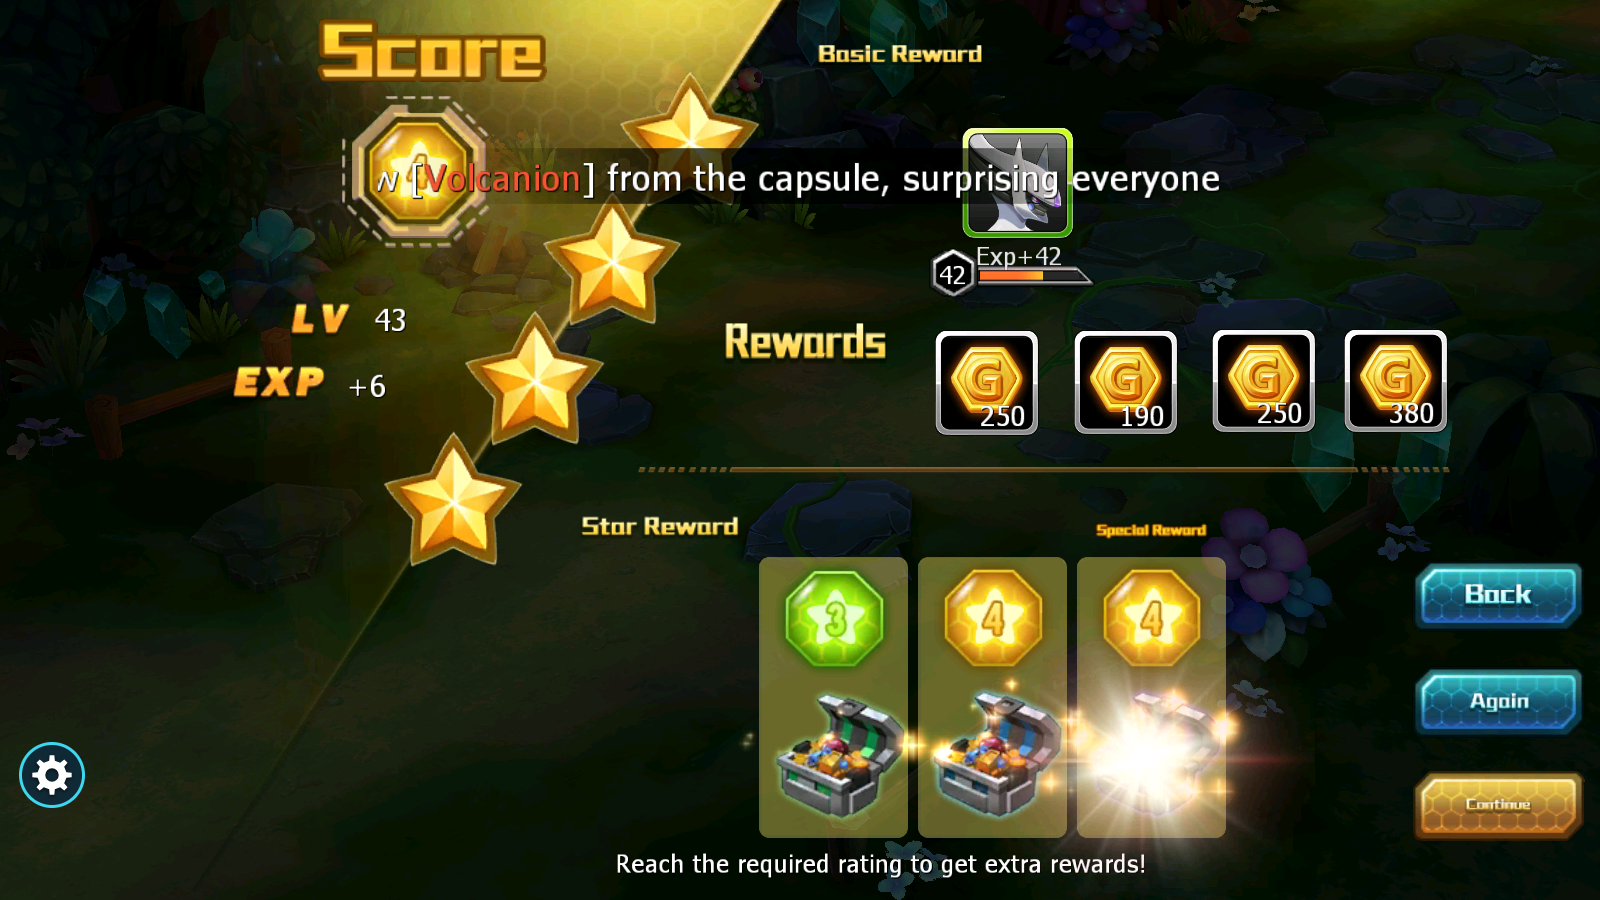 Score
Basic Reward
4
w [Volcanion] from the capsule, surprising everyone
Exp+42
42
LV 43
EXP +6
Rewards
G 250
G 190
G 250
G 380
Star Reward
Special Reward
3
4
4
Back
Again
Continue
Reach the required rating to get extra rewards!